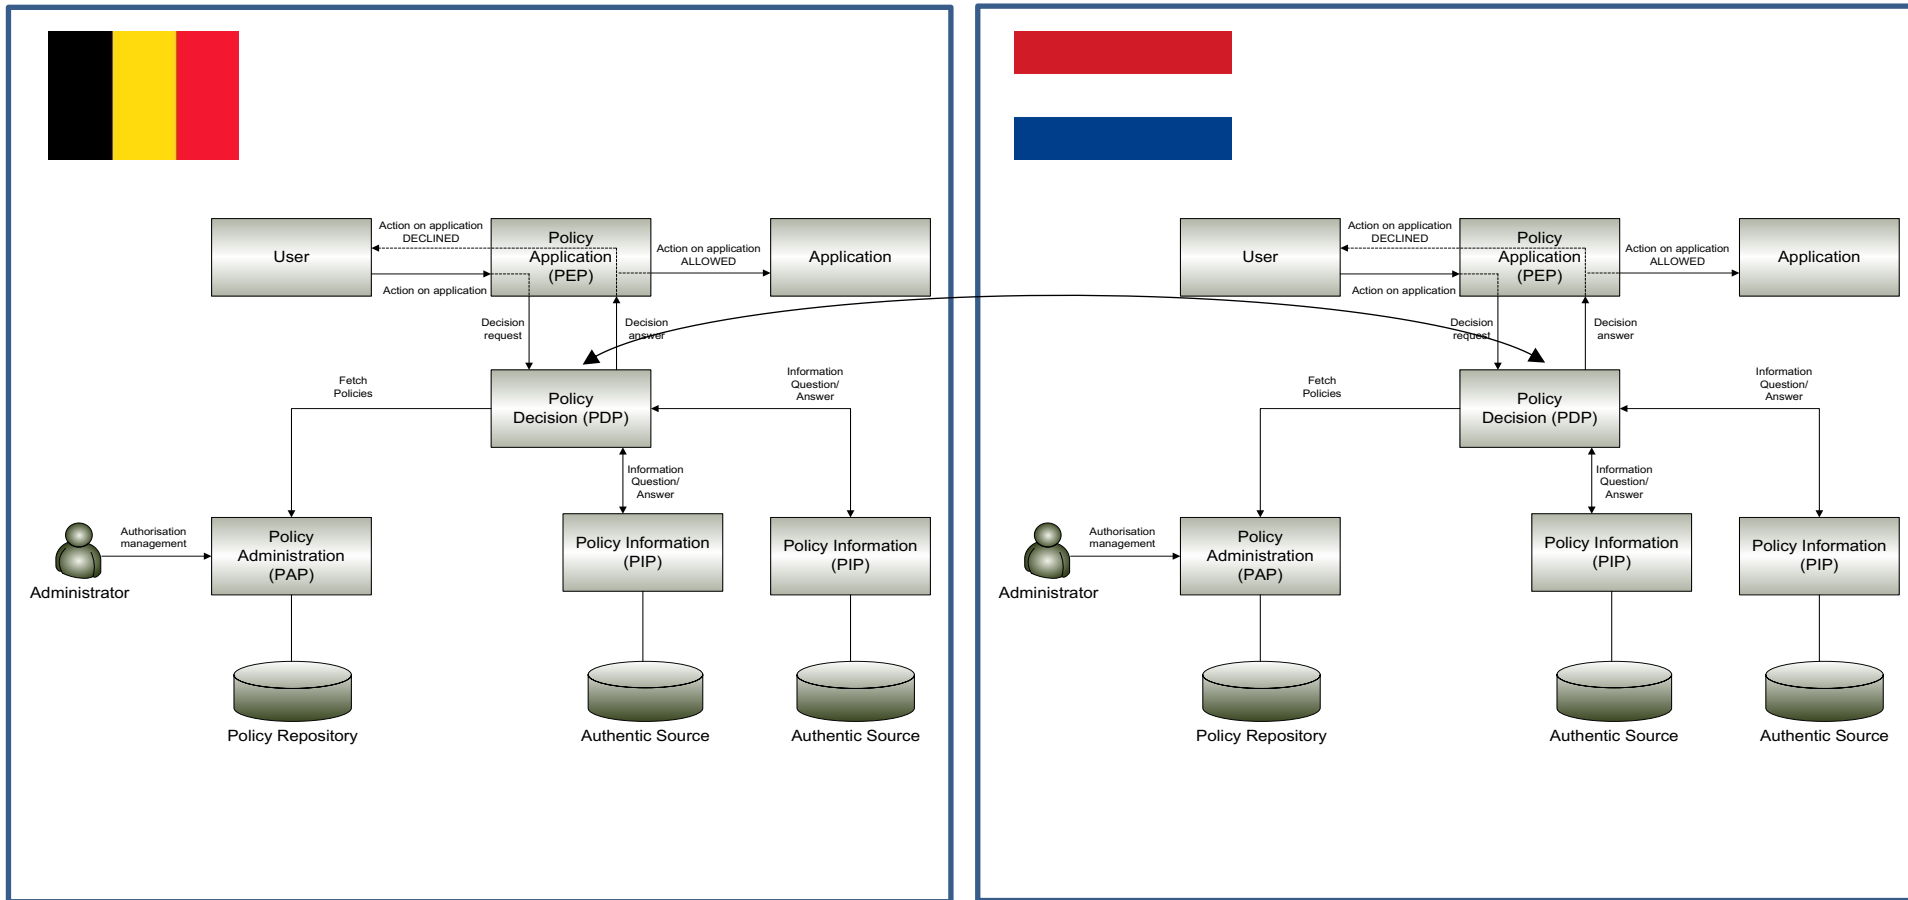 User
Action on application
DECLINED
Action on application
Policy
Application
(PEP)
Action on application
ALLOWED
Application
Decision
request
Decision
answer
Fetch
Policies
Policy
Decision (PDP)
Information
Question/
Answer
Information
Question/
Answer
Administrator
Authorisation
management
Policy
Administration
(PAP)
Policy Information
(PIP)
Policy Information
(PIP)
Policy Repository
Authentic Source
Authentic Source
User
Action on application
DECLINED
Action on application
Policy
Application
(PEP)
Action on application
ALLOWED
Application
Decision
request
Decision
answer
Fetch
Policies
Policy
Decision (PDP)
Information
Question/
Answer
Information
Question/
Answer
Administrator
Authorisation
management
Policy
Administration
(PAP)
Policy Information
(PIP)
Policy Information
(PIP)
Policy Repository
Authentic Source
Authentic Source